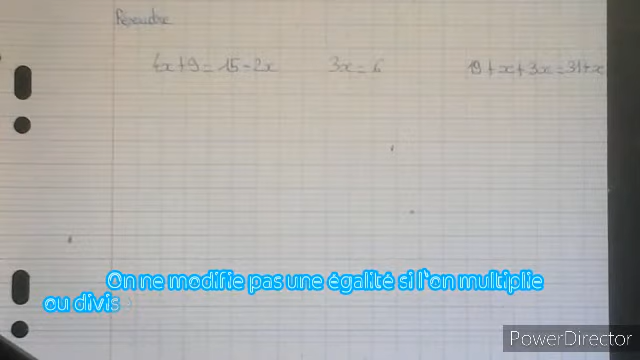 Résoudre
4x+9=15-2x 3x=6 19+x+3x=31+x
On ne modifie pas une égalité si l'on multiplie
ou divis
PowerDirector